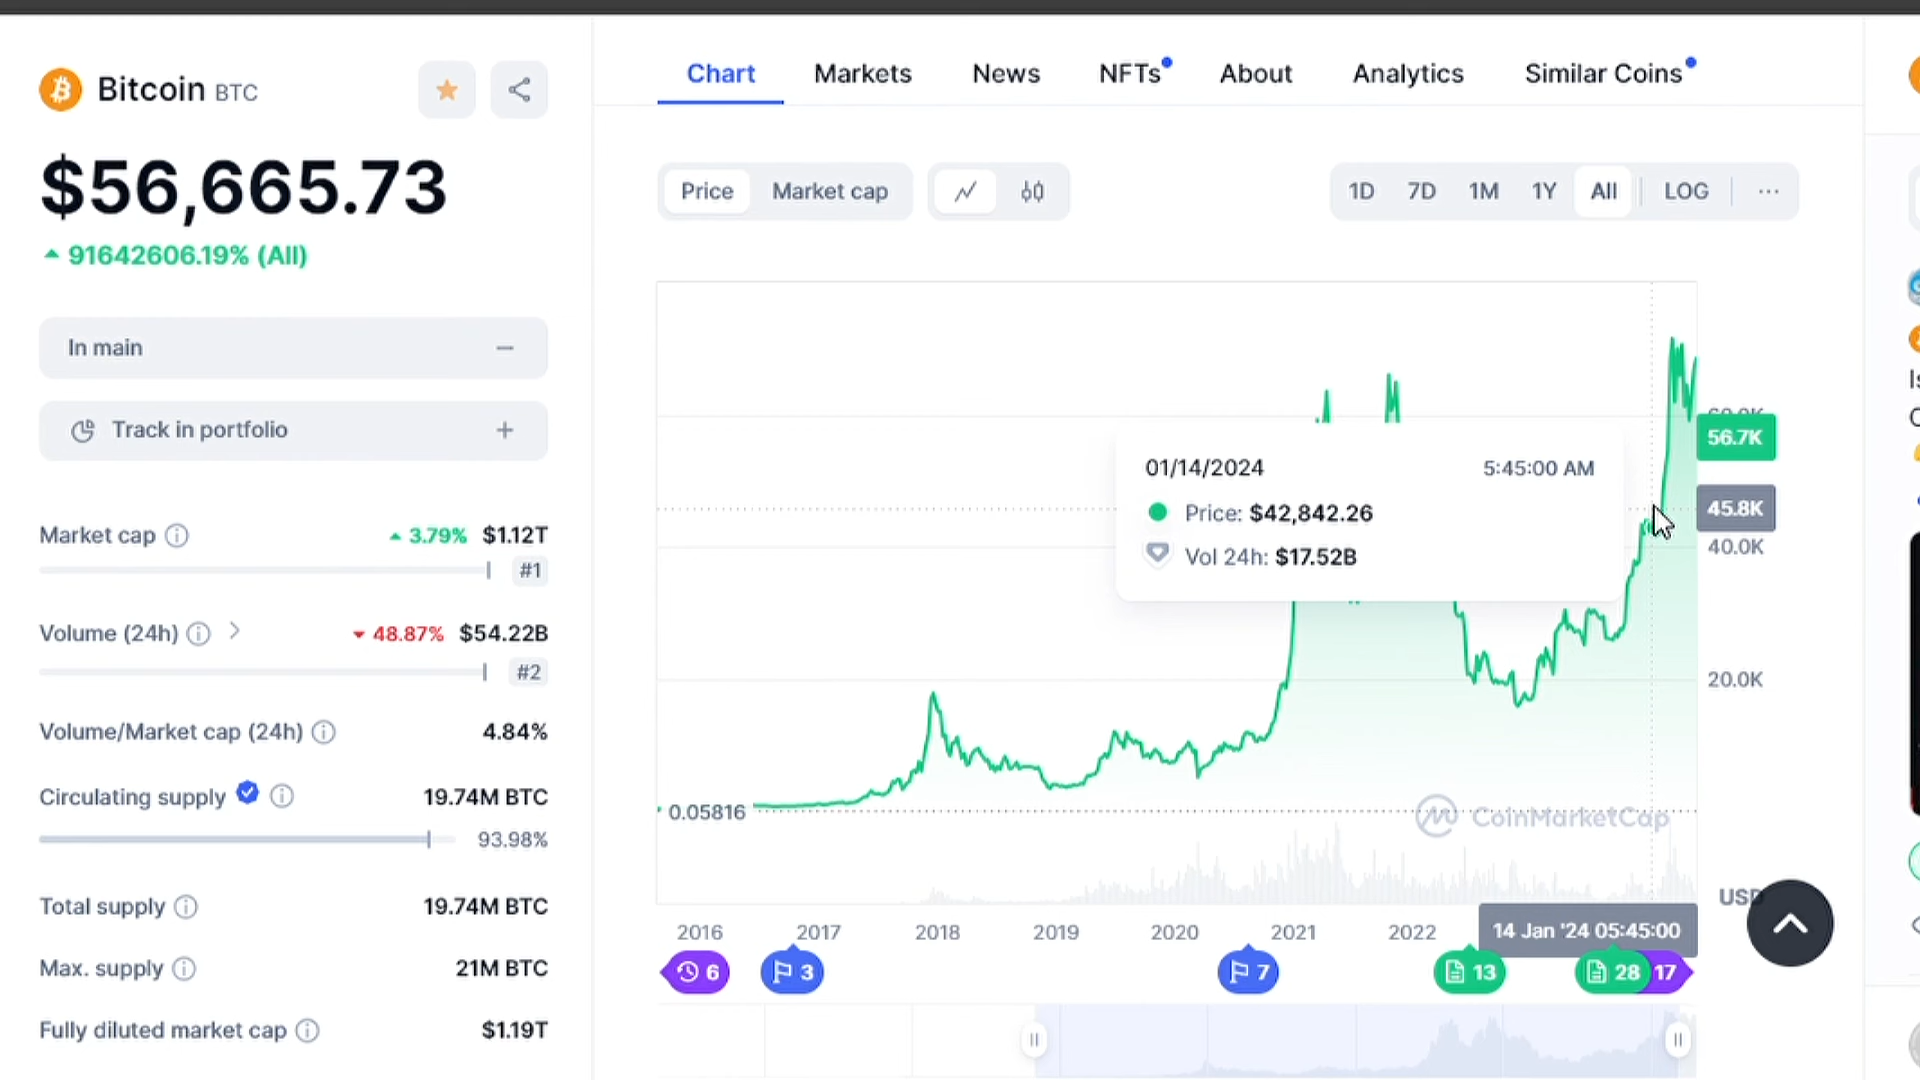 Bitcoin BTC
$56,665.73
91642606.19% (All)
In main
Track in portfolio
Market cap 3.79% $1.12T
#1
Volume (24h) 48.87% $54.22B
#2
Volume/Market cap (24h) 4.84%
Circulating supply 19.74M BTC
93.98%
Total supply 19.74M BTC
Max. supply 21M BTC
Fully diluted market cap $1.19T
Chart Markets News NFTs About Analytics Similar Coins
Price Market cap 1D 7D 1M 1Y All LOG
60.0K
56.7K
45.8K
40.0K
20.0K
01/14/2024 5:45:00 AM
Price: $42,842.26
Vol 24h: $17.52B
0.05816
CoinMarketCap
USD
2016 2017 2018 2019 2020 2021 2022 14 Jan '24 05:45:00
6 3 7 13 28 17